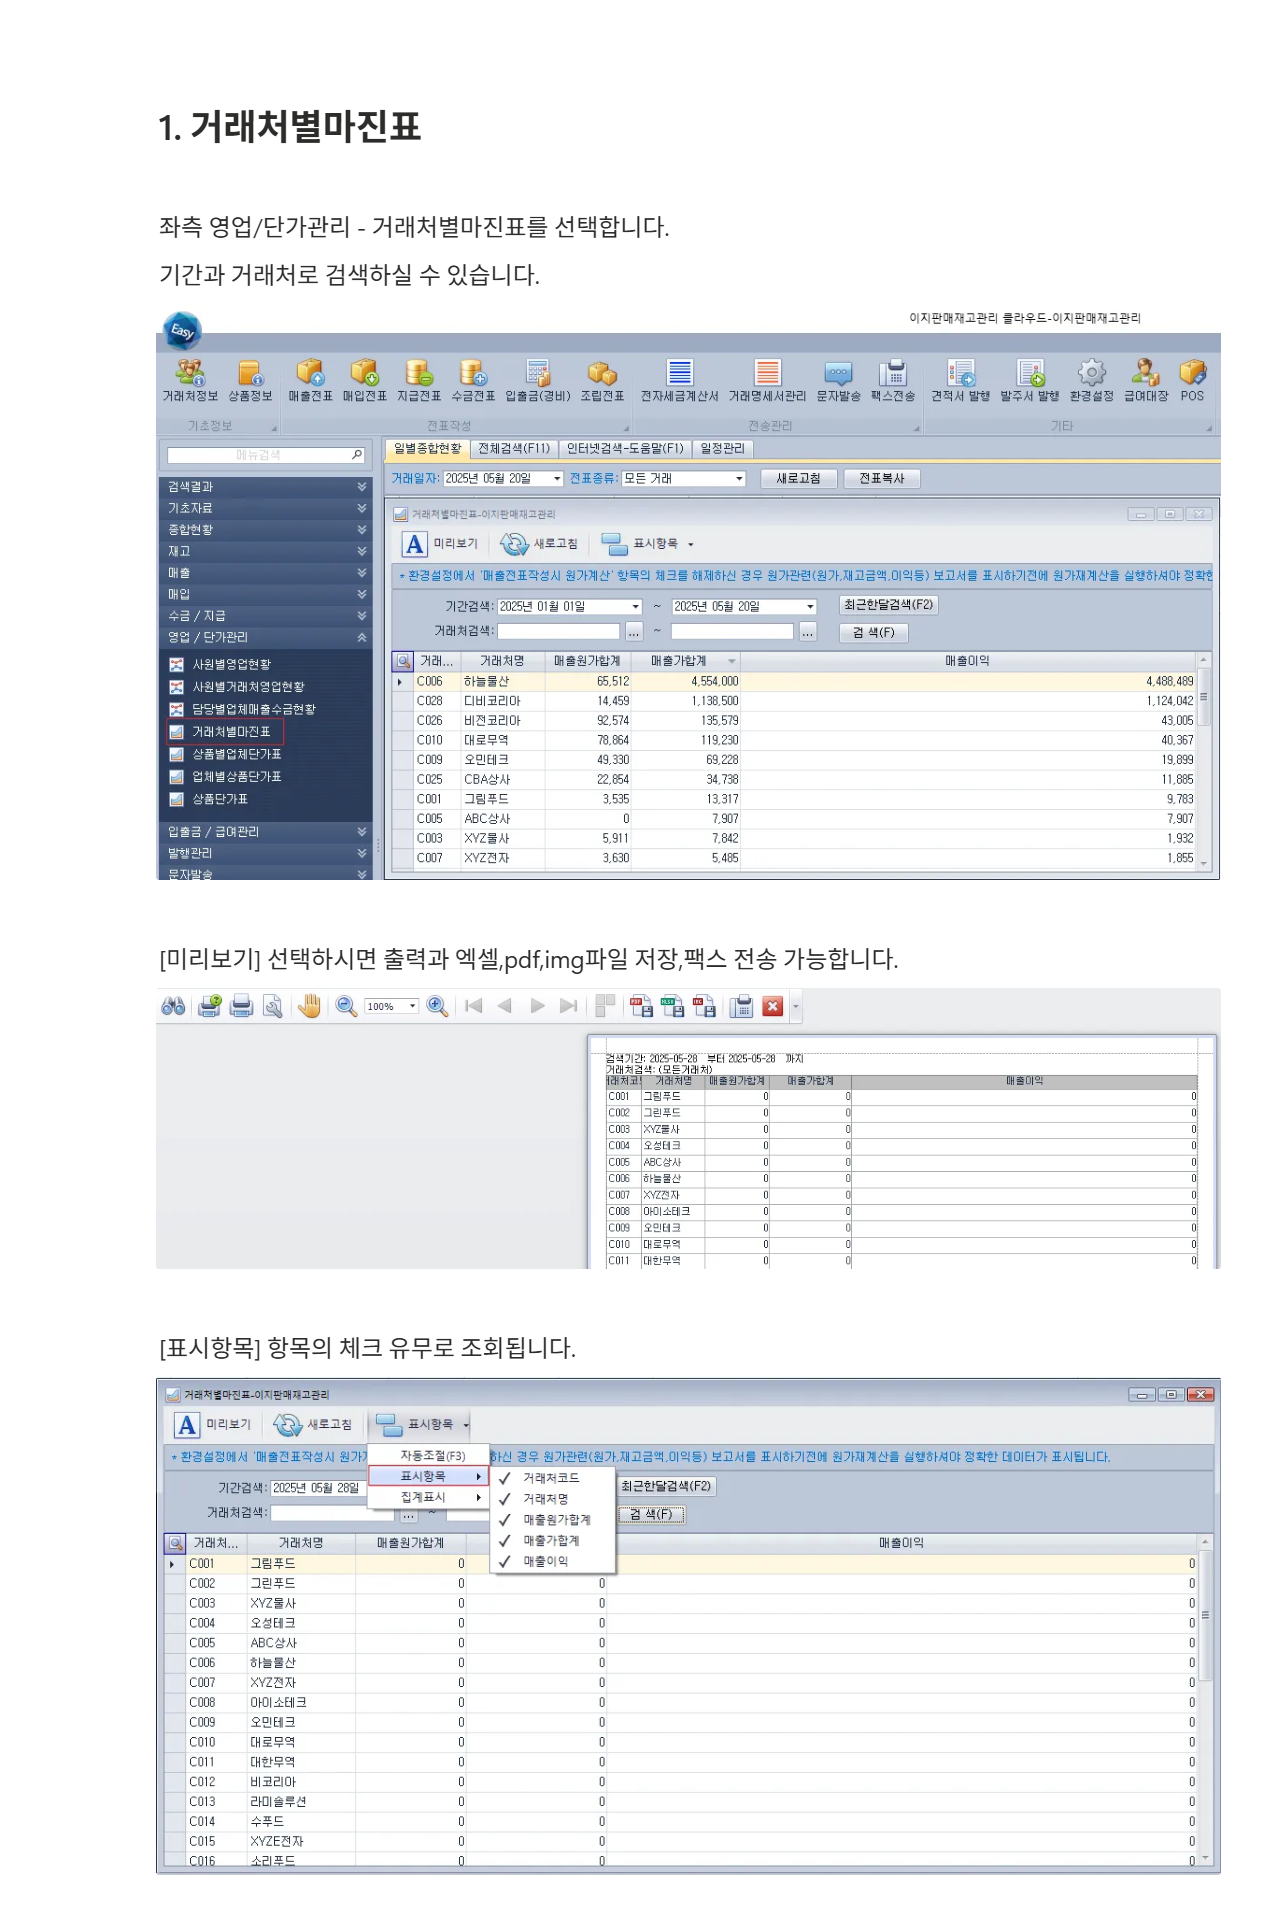 1. 거래처별마진표
좌측 영업/단가관리 - 거래처별마진표를 선택합니다.
기간과 거래처로 검색하실 수 있습니다.
이지판매재고관리 클라우드-이지판매재고관리
Easy
거래처정보 상품정보 매출전표 매입전표 지급전표 수금전표 입출금(경비) 조립전표 전자세금계산서 거래명세서관리 문자발송 팩스전송 견적서 발행 발주서 발행 환경설정 급여대장 POS
기초정보 전표작성 전송관리 기타
메뉴검색
검색결과
기초자료
종합현황
재고
매출
매입
수금 / 지급
영업 / 단가관리
사원별영업현황
사원별거래처영업현황
담당별업체매출수금현황
거래처별마진표
상품별업체단가표
업체별상품단가표
상품단가표
입출금 / 급여관리
발행관리
문자발송
일별종합현황 전체검색(F11) 인터넷검색-도움말(F1) 일정관리
거래일자: 2025년 05월 20일 전표종류: 모든 거래 새로고침 전표복사
거래처별마진표-이지판매재고관리
A 미리보기 새로고침 표시항목
* 환경설정에서 '매출전표작성시 원가계산' 항목의 체크를 해제하신 경우 원가관련(원가,재고금액,이익등) 보고서를 표시하기전에 원가재계산을 실행하셔야 정확한
기간검색: 2025년 01월 01일 ~ 2025년 05월 20일 최근한달검색(F2)
거래처검색: ... ~ ... 검 색(F)
거래... 거래처명 매출원가합계 매출가합계 매출이익
C006 하늘물산 65,512 4,554,000 4,488,489
C028 디비코리아 14,459 1,138,500 1,124,042
C026 비전코리아 92,574 135,579 43,005
C010 대로무역 78,864 119,230 40,367
C009 오민테크 49,330 69,228 19,899
C025 CBA상사 22,854 34,738 11,885
C001 그림푸드 3,535 13,317 9,783
C005 ABC상사 0 7,907 7,907
C003 XYZ물사 5,911 7,842 1,932
C007 XYZ전자 3,630 5,485 1,855
[미리보기] 선택하시면 출력과 엑셀,pdf,img파일 저장,팩스 전송 가능합니다.
100%
검색기간: 2025-05-28 부터 2025-05-28 까지
거래처검색: (모든거래처)
거래처명 매출원가합계 매출가합계 매출이익
C001 그림푸드 0 0 0
C002 그린푸드 0 0 0
C003 XYZ물사 0 0 0
C004 오성테크 0 0 0
C005 ABC상사 0 0 0
C006 하늘물산 0 0 0
C007 XYZ전자 0 0 0
C008 아이소테크 0 0 0
C009 오민테크 0 0 0
C010 대로무역 0 0 0
C011 대한무역 0 0 0
[표시항목] 항목의 체크 유무로 조회됩니다.
거래처별마진표-이지판매재고관리
A 미리보기 새로고침 표시항목
* 환경설정에서 '매출전표작성시 원가 하신 경우 원가관련(원가,재고금액,이익등) 보고서를 표시하기전에 원가재계산을 실행하셔야 정확한 데이터가 표시됩니다.
자동조절(F3)
표시항목
집계표시
거래처코드
거래처명
매출원가합계
매출가합계
매출이익
기간검색: 2025년 05월 28일 최근한달검색(F2)
거래처검색: ... ~ 검 색(F)
거래처... 거래처명 매출원가합계 매출이익
C001 그림푸드 0 0
C002 그린푸드 0 0 0
C003 XYZ물사 0 0 0
C004 오성테크 0 0 0
C005 ABC상사 0 0 0
C006 하늘물산 0 0 0
C007 XYZ전자 0 0 0
C008 아이소테크 0 0 0
C009 오민테크 0 0 0
C010 대로무역 0 0 0
C011 대한무역 0 0 0
C012 비코리아 0 0 0
C013 라미솔루션 0 0 0
C014 수푸드 0 0 0
C015 XYZE전자 0 0 0
C016 소리푸드 0 0 0